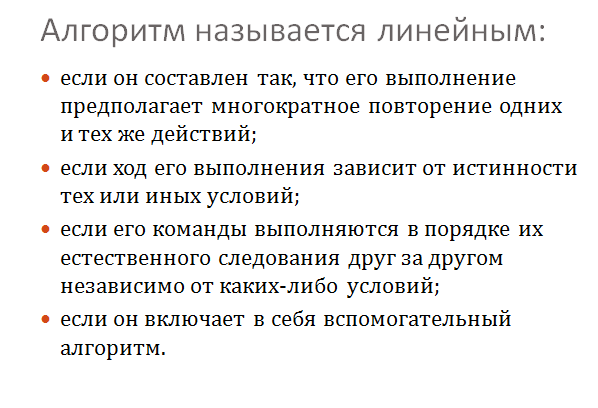 Алгоритм называется линейным:
• если он составлен так, что его выполнение
предполагает многократное повторение одних
и тех же действий;
• если ход его выполнения зависит от истинности
тех или иных условий;
• если его команды выполняются в порядке их
естественного следования друг за другом
независимо от каких-либо условий;
• если он включает в себя вспомогательный
алгоритм.